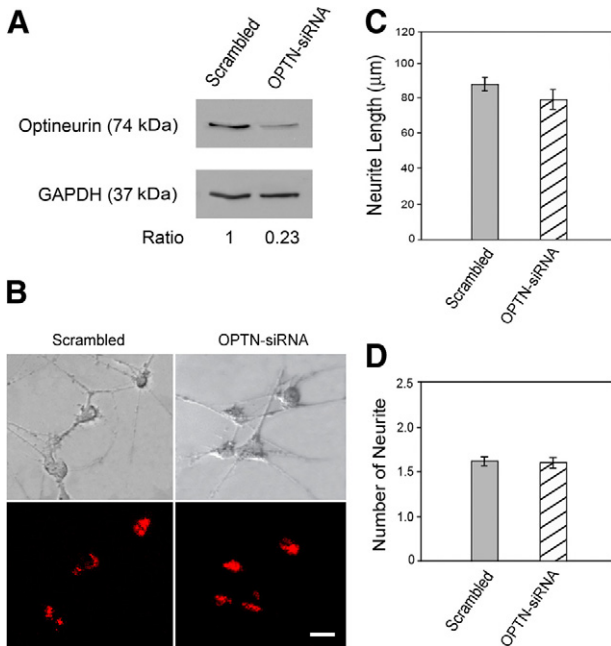 A
Scrambled
OPTN-siRNA
Optineurin (74 kDa)
GAPDH (37 kDa)
Ratio 1 0.23
B
Scrambled OPTN-siRNA
C
Neurite Length (μm)
120
100
80
60
40
20
0
Scrambled
OPTN-siRNA
D
Number of Neurite
2.5
2.0
1.5
1.0
0.5
0
Scrambled
OPTN-siRNA